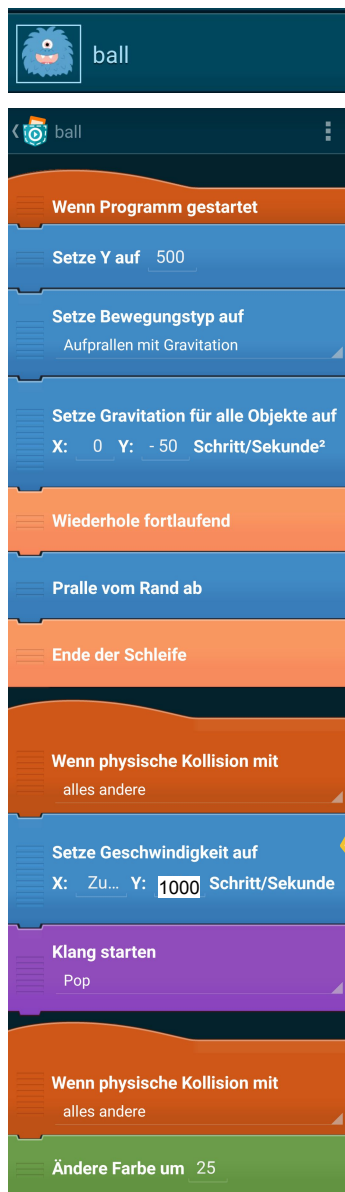 ball
ball
Wenn Programm gestartet
Setze Y auf 500
Setze Bewegungstyp auf
Aufprallen mit Gravitation
Setze Gravitation für alle Objekte auf
X: 0 Y: - 50 Schritt/Sekunde²
Wiederhole fortlaufend
Pralle vom Rand ab
Ende der Schleife
Wenn physische Kollision mit
alles andere
Setze Geschwindigkeit auf
X: Zu... Y: 1000 Schritt/Sekunde
Klang starten
Pop
Wenn physische Kollision mit
alles andere
Ändere Farbe um 25